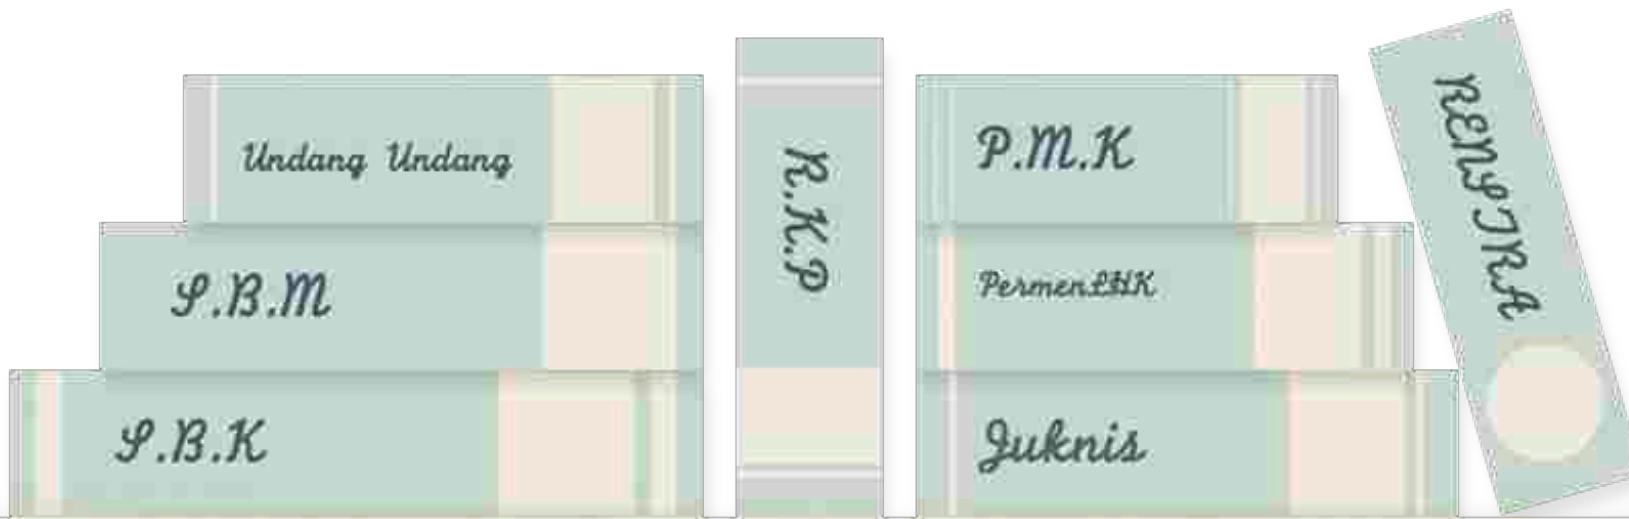 Undang Undang
S.B.M
S.B.K
R.K.P
P.M.K
PermenLHK
Juknis
RENSTRA